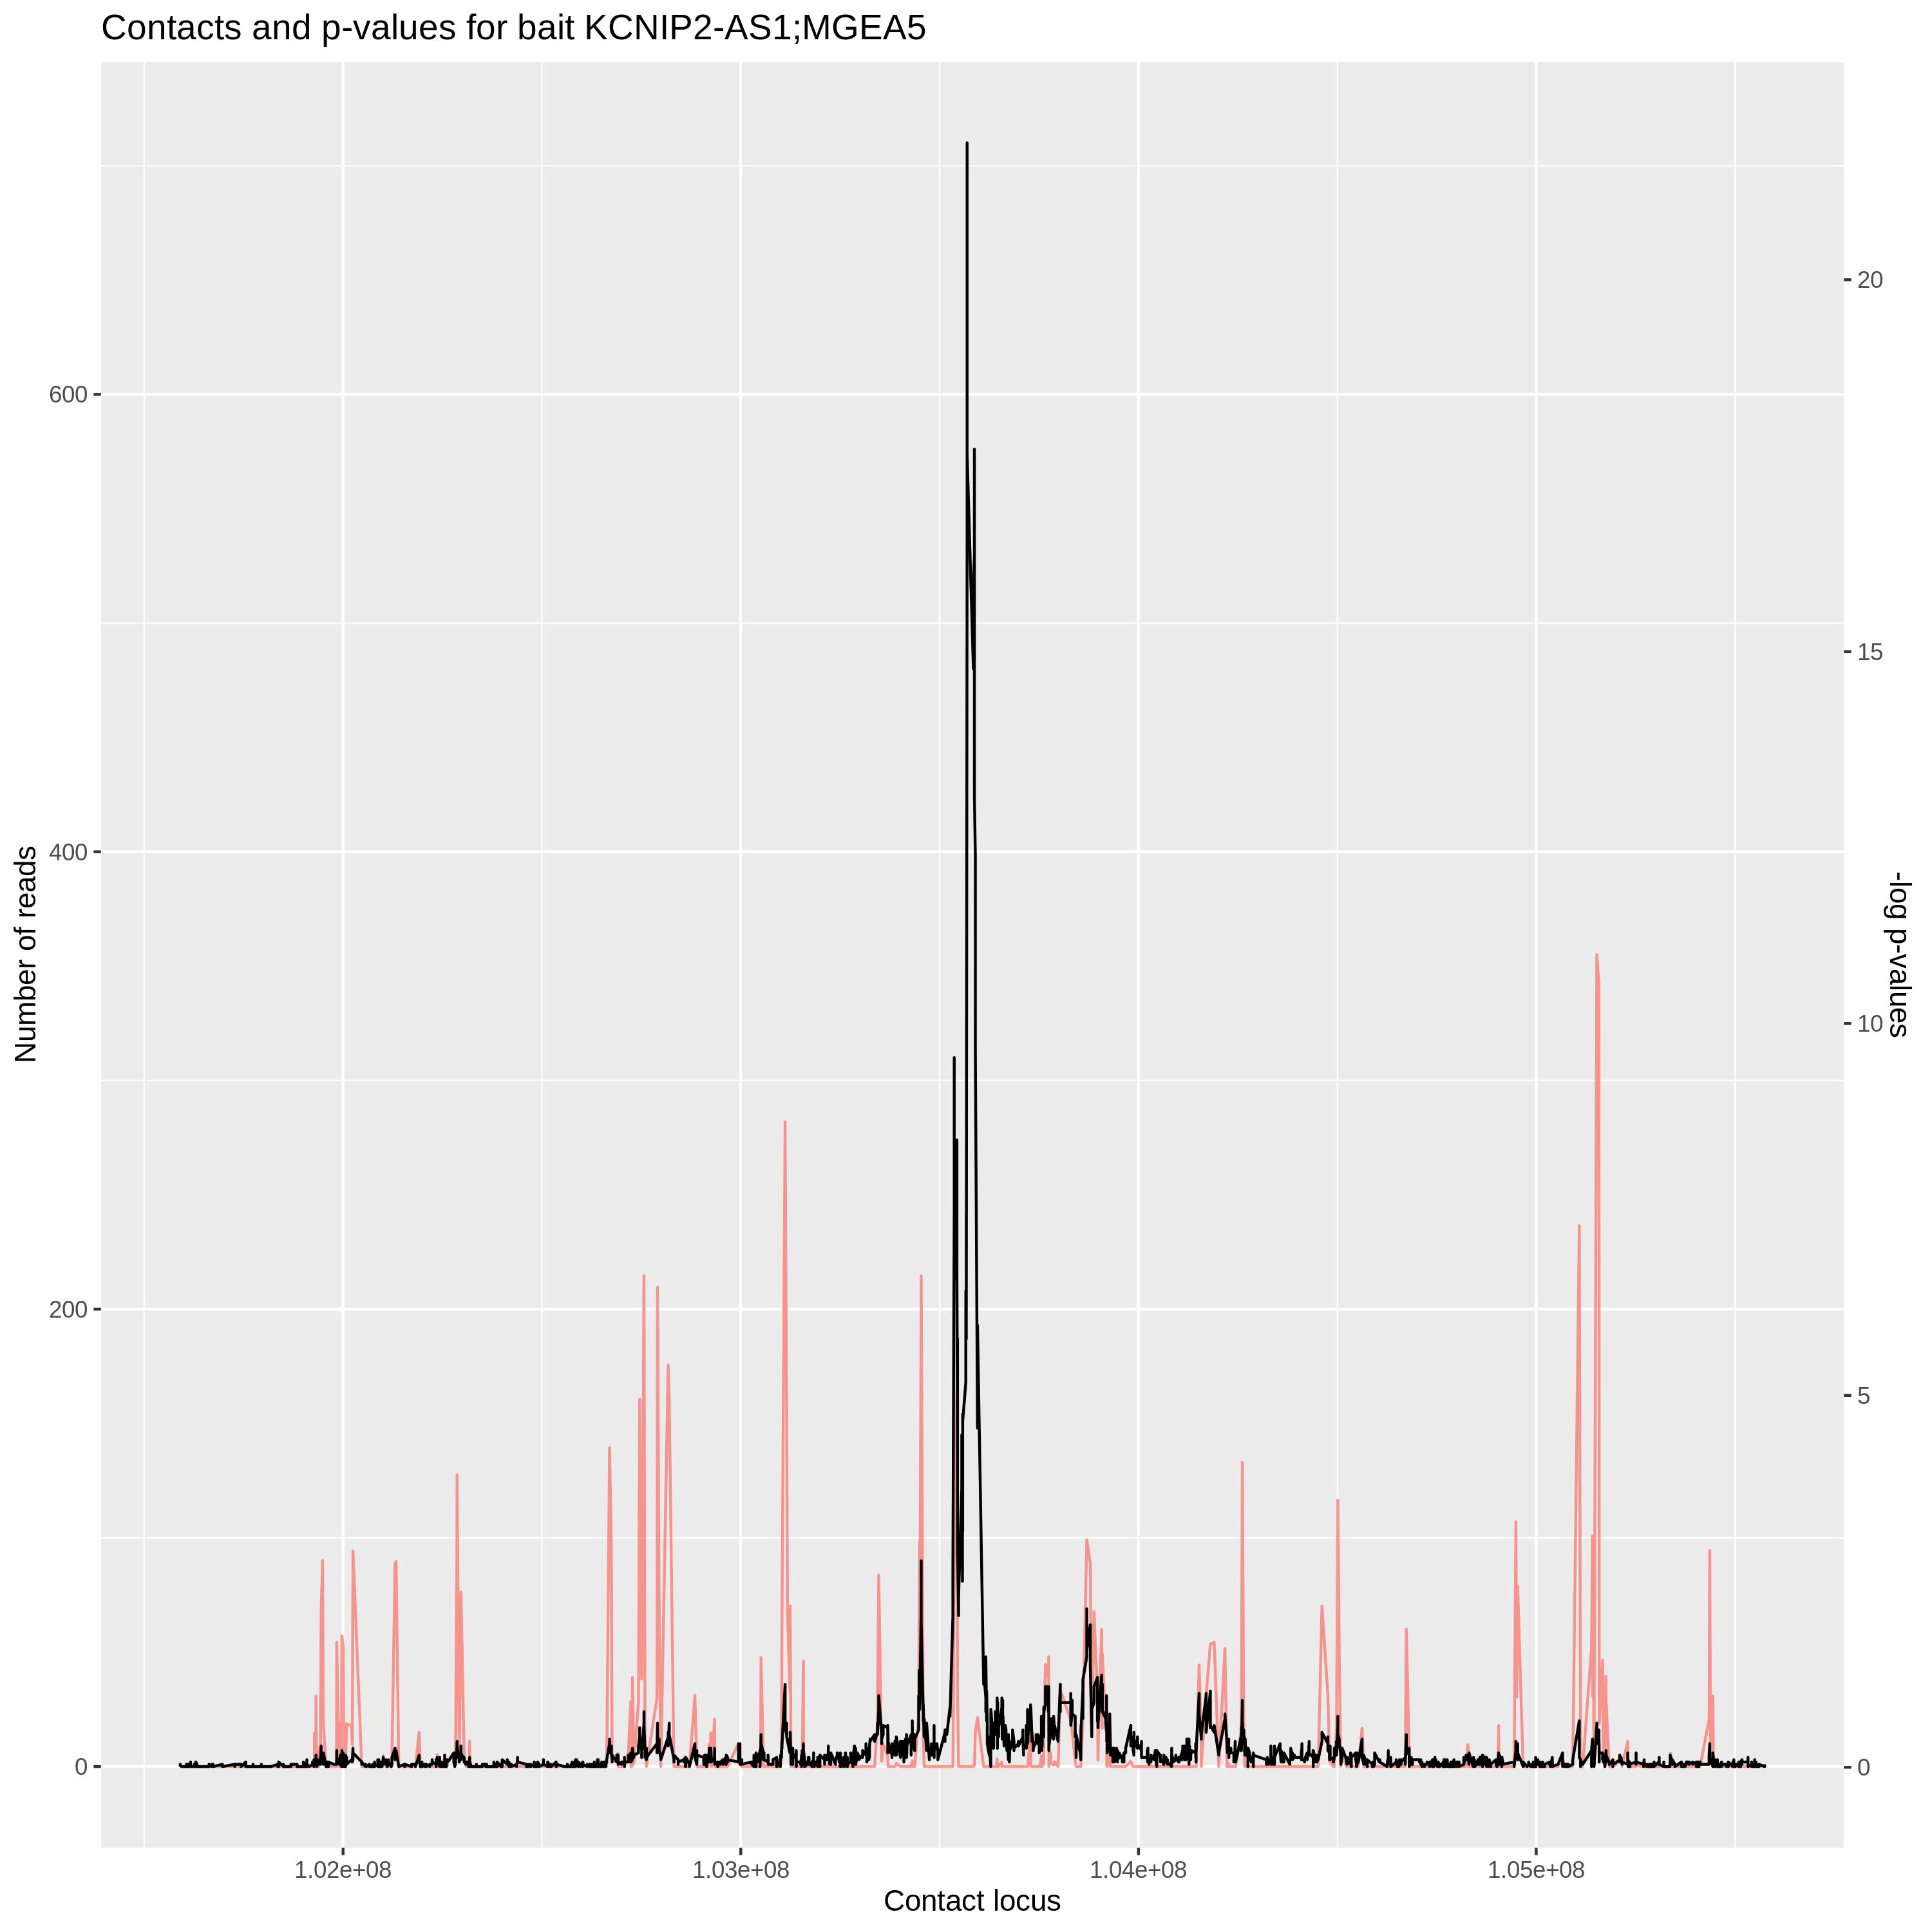 Contacts and p-values for bait KCNIP2-AS1;MGEA5
600
400
200
0
Number of reads
20
15
10
5
0
-log p-values
1.02e+08
1.03e+08
1.04e+08
1.05e+08
Contact locus